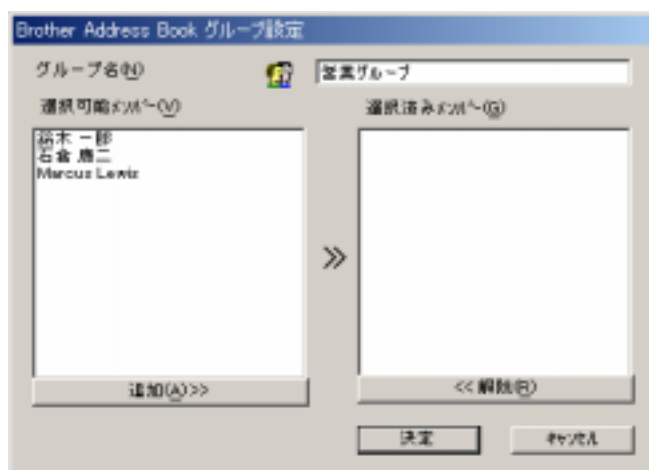 Brother Address Book グループ設定
グループ名(N)
営業グループ
選択可能ﾒﾝﾊﾞｰ(V)
選択済みﾒﾝﾊﾞｰ(G)
鈴木 一郎
石倉 康二
Marcus Lewis
追加(A)>>
<< 解除(R)
決定
ｷｬﾝｾﾙ